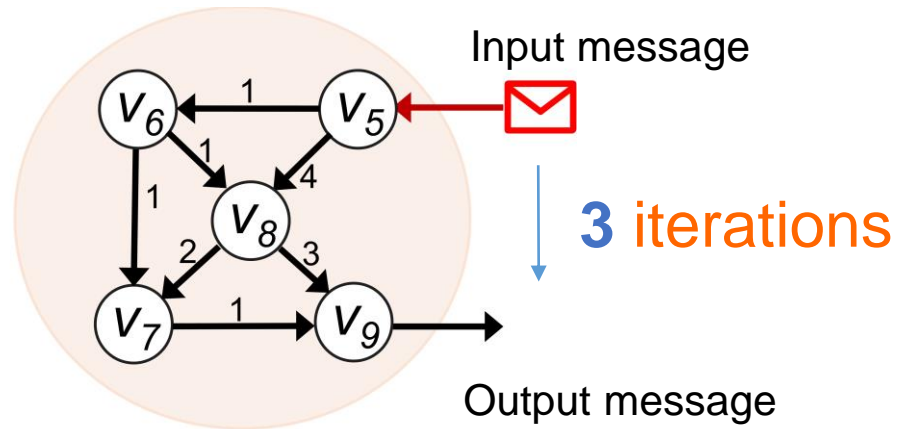 Input message
1
v6
v5
1
4
1
v8
3 iterations
2
3
1
v7
v9
Output message